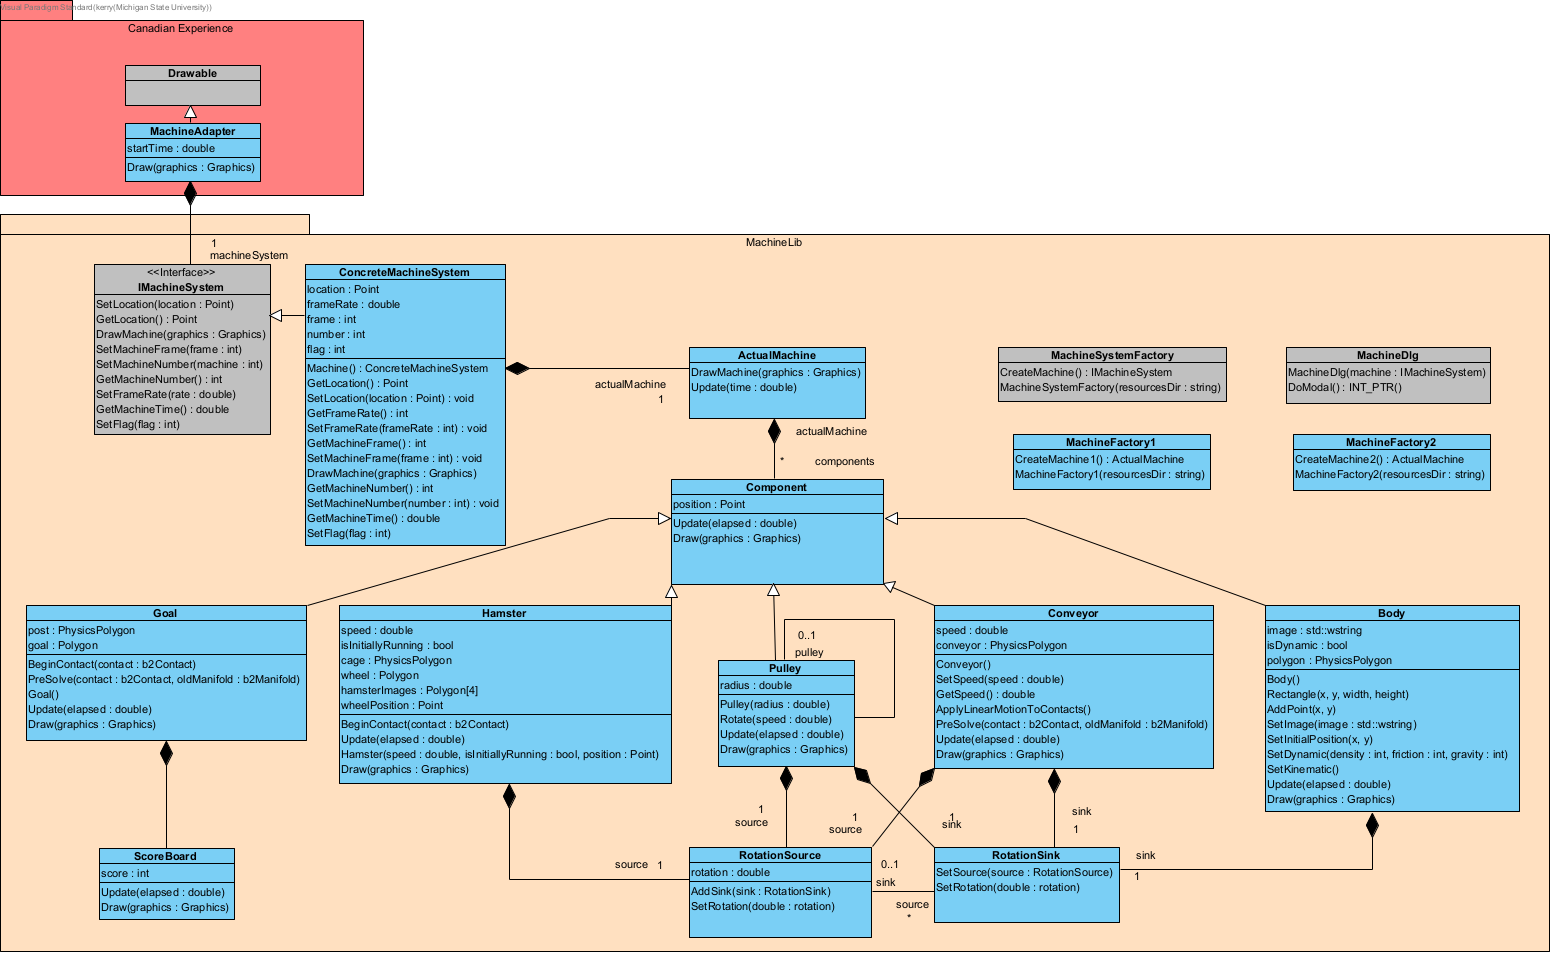 Visual Paradigm Standard(kerry(Michigan State University))
Canadian Experience
Drawable
MachineAdapter
startTime : double
Draw(graphics : Graphics)
1
machineSystem
MachineLib
<<Interface>>
IMachineSystem
SetLocation(location : Point)
GetLocation() : Point
DrawMachine(graphics : Graphics)
SetMachineFrame(frame : int)
SetMachineNumber(machine : int)
GetMachineNumber() : int
SetFrameRate(rate : double)
GetMachineTime() : double
SetFlag(flag : int)
ConcreteMachineSystem
location : Point
frameRate : double
frame : int
number : int
flag : int
Machine() : ConcreteMachineSystem
GetLocation() : Point
SetLocation(location : Point) : void
GetFrameRate() : int
SetFrameRate(frameRate : int) : void
GetMachineFrame() : int
SetMachineFrame(frame : int) : void
DrawMachine(graphics : Graphics)
GetMachineNumber() : int
SetMachineNumber(number : int) : void
GetMachineTime() : double
SetFlag(flag : int)
actualMachine
1
ActualMachine
DrawMachine(graphics : Graphics)
Update(time : double)
actualMachine
*
components
MachineSystemFactory
CreateMachine() : IMachineSystem
MachineSystemFactory(resourcesDir : string)
MachineDlg
MachineDlg(machine : IMachineSystem)
DoModal() : INT_PTR()
MachineFactory1
CreateMachine1() : ActualMachine
MachineFactory1(resourcesDir : string)
MachineFactory2
CreateMachine2() : ActualMachine
MachineFactory2(resourcesDir : string)
Component
position : Point
Update(elapsed : double)
Draw(graphics : Graphics)
Goal
post : PhysicsPolygon
goal : Polygon
BeginContact(contact : b2Contact)
PreSolve(contact : b2Contact, oldManifold : b2Manifold)
Goal()
Update(elapsed : double)
Draw(graphics : Graphics)
Hamster
speed : double
isInitiallyRunning : bool
cage : PhysicsPolygon
wheel : Polygon
hamsterImages : Polygon[4]
wheelPosition : Point
BeginContact(contact : b2Contact)
Update(elapsed : double)
Hamster(speed : double, isInitiallyRunning : bool, position : Point)
Draw(graphics : Graphics)
0..1
pulley
Pulley
radius : double
Pulley(radius : double)
Rotate(speed : double)
Update(elapsed : double)
Draw(graphics : Graphics)
Conveyor
speed : double
conveyor : PhysicsPolygon
Conveyor()
SetSpeed(speed : double)
GetSpeed() : double
ApplyLinearMotionToContacts()
PreSolve(contact : b2Contact, oldManifold : b2Manifold)
Update(elapsed : double)
Draw(graphics : Graphics)
Body
image : std::wstring
isDynamic : bool
polygon : PhysicsPolygon
Body()
Rectangle(x, y, width, height)
AddPoint(x, y)
SetImage(image : std::wstring)
SetInitialPosition(x, y)
SetDynamic(density : int, friction : int, gravity : int)
SetKinematic()
Update(elapsed : double)
Draw(graphics : Graphics)
1
source
1
source
1
sink
sink
1
ScoreBoard
score : int
Update(elapsed : double)
Draw(graphics : Graphics)
source
1
RotationSource
rotation : double
AddSink(sink : RotationSink)
SetRotation(double : rotation)
0..1
sink
source
*
RotationSink
SetSource(source : RotationSource)
SetRotation(double : rotation)
sink
1